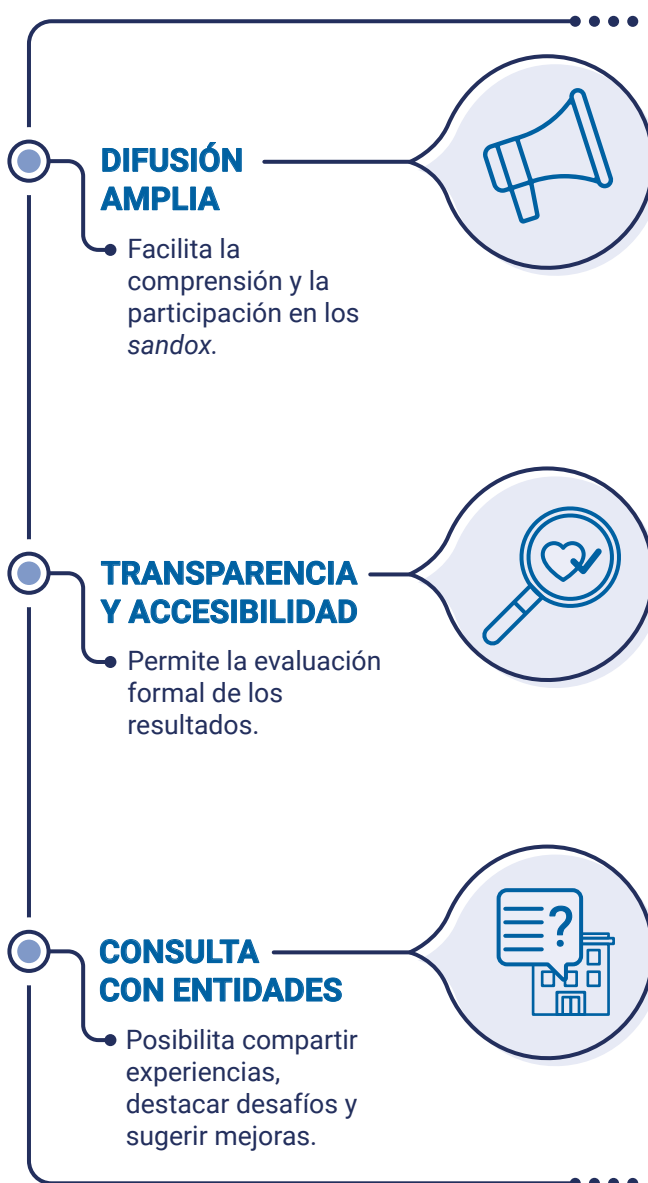 DIFUSIÓN
AMPLIA
Facilita la
comprensión y la
participación en los
sandox.
TRANSPARENCIA
Y ACCESIBILIDAD
Permite la evaluación
formal de los
resultados.
?
CONSULTA
CON ENTIDADES
Posibilita compartir
experiencias,
destacar desafíos y
sugerir mejoras.